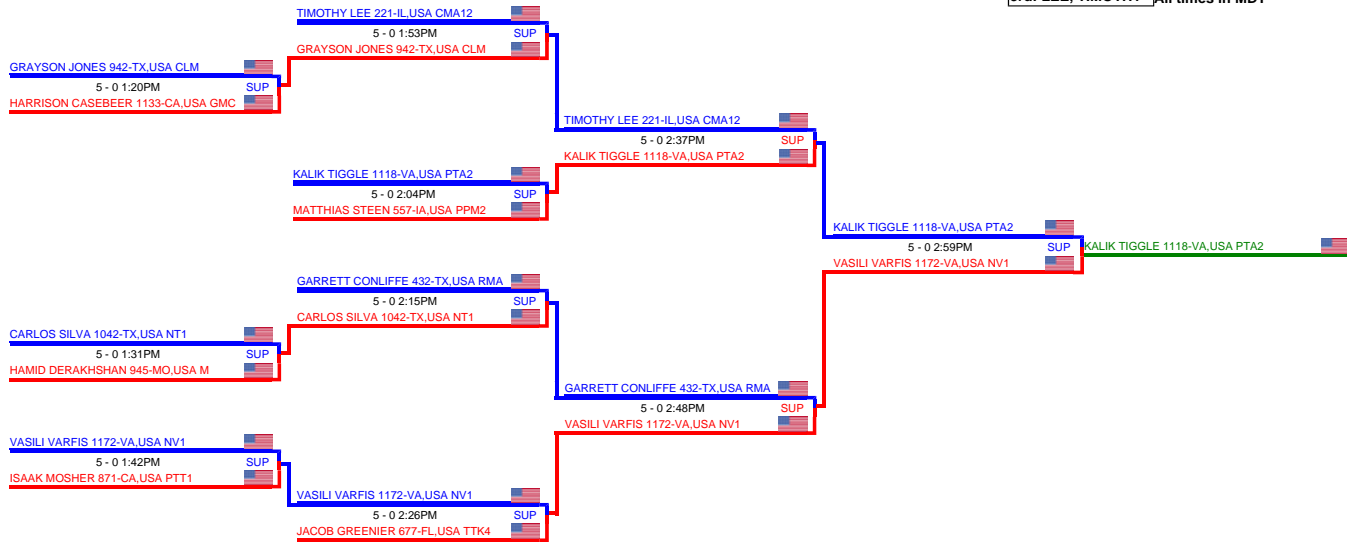 All times in MDT
TIMOTHY LEE 221-IL,USA CMA12
5 - 0 1:53PM SUP
GRAYSON JONES 942-TX,USA CLM
GRAYSON JONES 942-TX,USA CLM
5 - 0 1:20PM SUP
HARRISON CASEBEER 1133-CA,USA GMC
TIMOTHY LEE 221-IL,USA CMA12
5 - 0 2:37PM SUP
KALIK TIGGLE 1118-VA,USA PTA2
KALIK TIGGLE 1118-VA,USA PTA2
5 - 0 2:04PM SUP
MATTHIAS STEEN 557-IA,USA PPM2
KALIK TIGGLE 1118-VA,USA PTA2
5 - 0 2:59PM SUP
KALIK TIGGLE 1118-VA,USA PTA2
VASILI VARFIS 1172-VA,USA NV1
GARRETT CONLIFFE 432-TX,USA RMA
5 - 0 2:15PM SUP
CARLOS SILVA 1042-TX,USA NT1
CARLOS SILVA 1042-TX,USA NT1
5 - 0 1:31PM SUP
HAMID DERAKHSHAN 945-MO,USA M
GARRETT CONLIFFE 432-TX,USA RMA
5 - 0 2:48PM SUP
VASILI VARFIS 1172-VA,USA NV1
VASILI VARFIS 1172-VA,USA NV1
5 - 0 1:42PM SUP
ISAAK MOSHER 871-CA,USA PTT1
VASILI VARFIS 1172-VA,USA NV1
5 - 0 2:26PM SUP
JACOB GREENIER 677-FL,USA TTK4